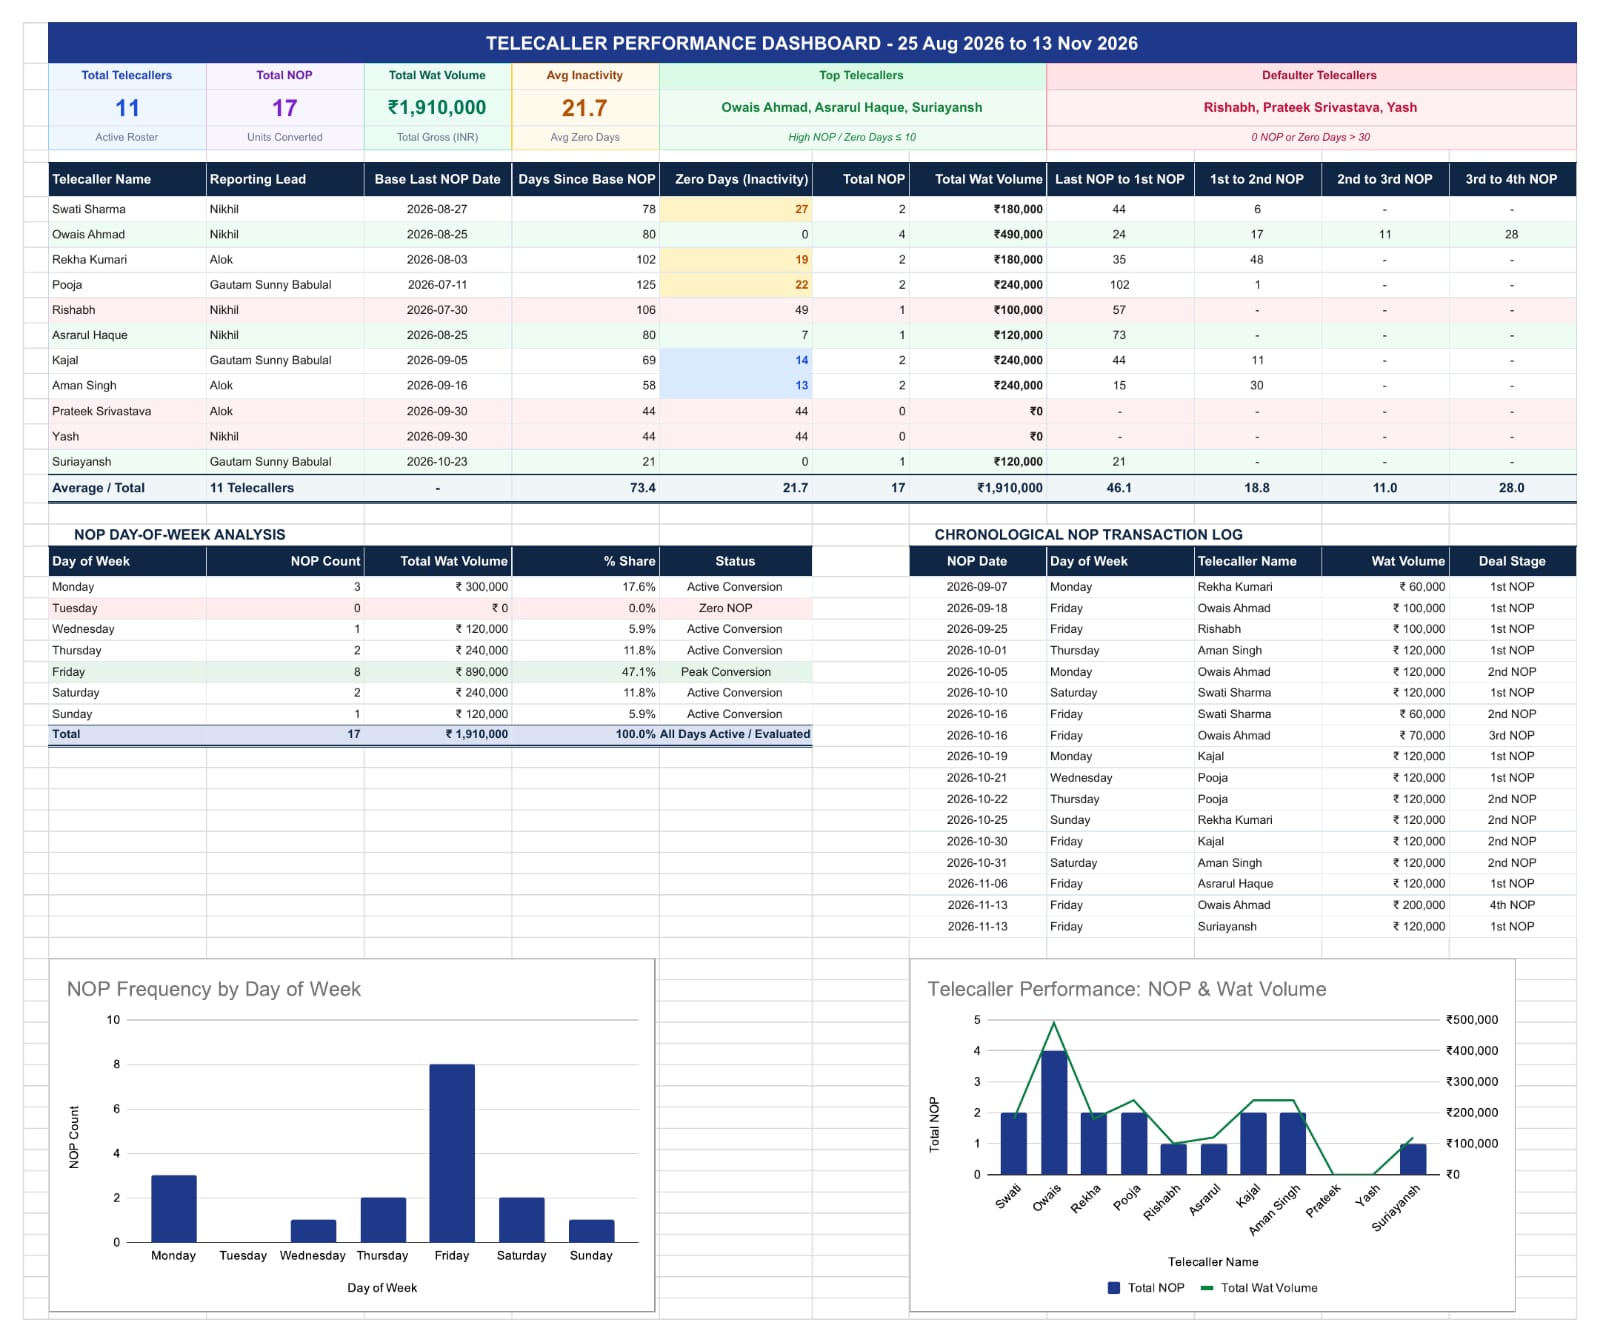 TELECALLER PERFORMANCE DASHBOARD - 25 Aug 2026 to 13 Nov 2026
Total Telecallers Total NOP Total Wat Volume Avg Inactivity Top Telecallers Defaulter Telecallers
11 17 ₹1,910,000 21.7 Owais Ahmad, Asrarul Haque, Suriayansh Rishabh, Prateek Srivastava, Yash
Active Roster Units Converted Total Gross (INR) Avg Zero Days High NOP / Zero Days ≤ 10 0 NOP or Zero Days > 30
Telecaller Name Reporting Lead Base Last NOP Date Days Since Base NOP Zero Days (Inactivity) Total NOP Total Wat Volume Last NOP to 1st NOP 1st to 2nd NOP 2nd to 3rd NOP 3rd to 4th NOP
Swati Sharma Nikhil 2026-08-27 78 27 2 ₹180,000 44 6 - -
Owais Ahmad Nikhil 2026-08-25 80 0 4 ₹490,000 24 17 11 28
Rekha Kumari Alok 2026-08-03 102 19 2 ₹180,000 35 48 - -
Pooja Gautam Sunny Babulal 2026-07-11 125 22 2 ₹240,000 102 1 - -
Rishabh Nikhil 2026-07-30 106 49 1 ₹100,000 57 - - -
Asrarul Haque Nikhil 2026-08-25 80 7 1 ₹120,000 73 - - -
Kajal Gautam Sunny Babulal 2026-09-05 69 14 2 ₹240,000 44 11 - -
Aman Singh Alok 2026-09-16 58 13 2 ₹240,000 15 30 - -
Prateek Srivastava Alok 2026-09-30 44 44 0 ₹0 - - - -
Yash Nikhil 2026-09-30 44 44 0 ₹0 - - - -
Suriayansh Gautam Sunny Babulal 2026-10-23 21 0 1 ₹120,000 21 - - -
Average / Total 11 Telecallers - 73.4 21.7 17 ₹1,910,000 46.1 18.8 11.0 28.0
NOP DAY-OF-WEEK ANALYSIS
Day of Week NOP Count Total Wat Volume % Share Status
Monday 3 ₹ 300,000 17.6% Active Conversion
Tuesday 0 ₹ 0 0.0% Zero NOP
Wednesday 1 ₹ 120,000 5.9% Active Conversion
Thursday 2 ₹ 240,000 11.8% Active Conversion
Friday 8 ₹ 890,000 47.1% Peak Conversion
Saturday 2 ₹ 240,000 11.8% Active Conversion
Sunday 1 ₹ 120,000 5.9% Active Conversion
Total 17 ₹ 1,910,000 100.0% All Days Active / Evaluated
CHRONOLOGICAL NOP TRANSACTION LOG
NOP Date Day of Week Telecaller Name Wat Volume Deal Stage
2026-09-07 Monday Rekha Kumari ₹ 60,000 1st NOP
2026-09-18 Friday Owais Ahmad ₹ 100,000 1st NOP
2026-09-25 Friday Rishabh ₹ 100,000 1st NOP
2026-10-01 Thursday Aman Singh ₹ 120,000 1st NOP
2026-10-05 Monday Owais Ahmad ₹ 120,000 2nd NOP
2026-10-10 Saturday Swati Sharma ₹ 120,000 1st NOP
2026-10-16 Friday Swati Sharma ₹ 60,000 2nd NOP
2026-10-16 Friday Owais Ahmad ₹ 70,000 3rd NOP
2026-10-19 Monday Kajal ₹ 120,000 1st NOP
2026-10-21 Wednesday Pooja ₹ 120,000 1st NOP
2026-10-22 Thursday Pooja ₹ 120,000 2nd NOP
2026-10-25 Sunday Rekha Kumari ₹ 120,000 2nd NOP
2026-10-30 Friday Kajal ₹ 120,000 2nd NOP
2026-10-31 Saturday Aman Singh ₹ 120,000 2nd NOP
2026-11-06 Friday Asrarul Haque ₹ 120,000 1st NOP
2026-11-13 Friday Owais Ahmad ₹ 200,000 4th NOP
2026-11-13 Friday Suriayansh ₹ 120,000 1st NOP
NOP Frequency by Day of Week
10
8
6
4
2
0
NOP Count
Monday Tuesday Wednesday Thursday Friday Saturday Sunday
Day of Week
Telecaller Performance: NOP & Wat Volume
5 ₹500,000
4 ₹400,000
3 ₹300,000
2 ₹200,000
1 ₹100,000
0 ₹0
Total NOP
Swati Owais Rekha Pooja Rishabh Asrarul Kajal Aman Singh Prateek Yash Suriayansh
Telecaller Name
Total NOP Total Wat Volume